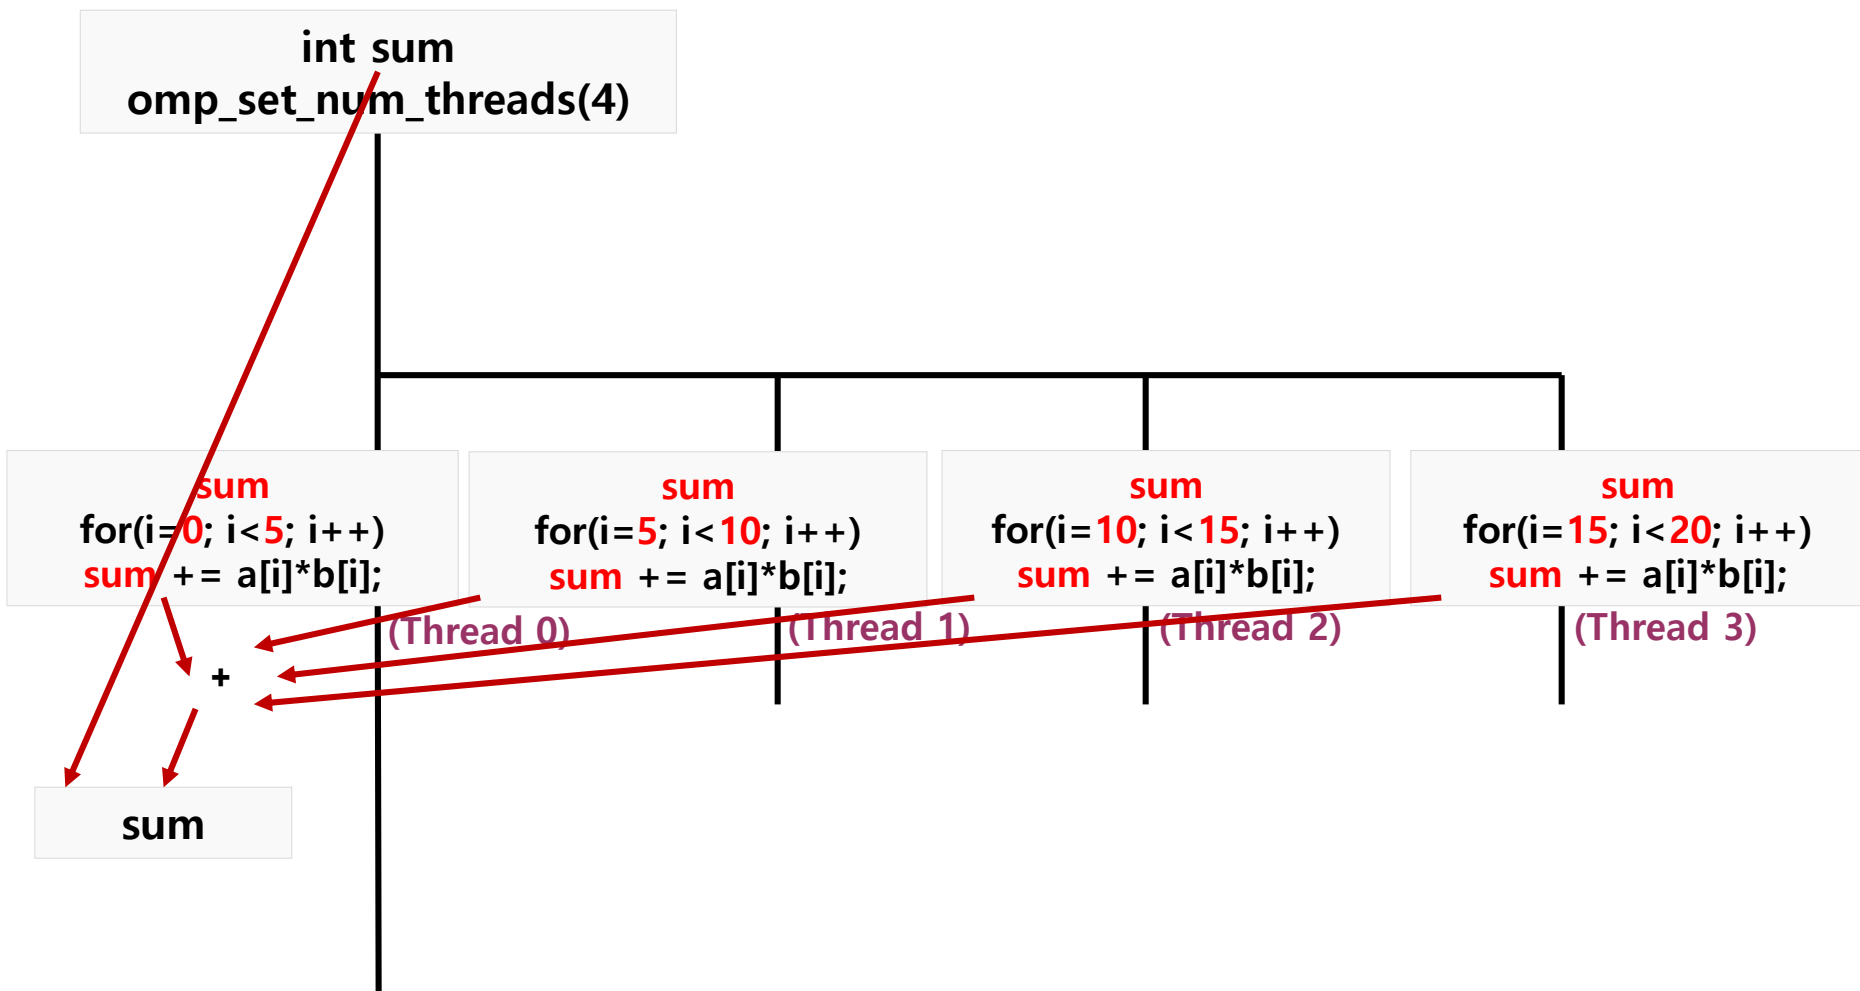 int sum
omp_set_num_threads(4)
sum
for(i=0; i<5; i++)
sum += a[i]*b[i];
(Thread 0)
sum
for(i=5; i<10; i++)
sum += a[i]*b[i];
(Thread 1)
sum
for(i=10; i<15; i++)
sum += a[i]*b[i];
(Thread 2)
sum
for(i=15; i<20; i++)
sum += a[i]*b[i];
(Thread 3)
+
sum